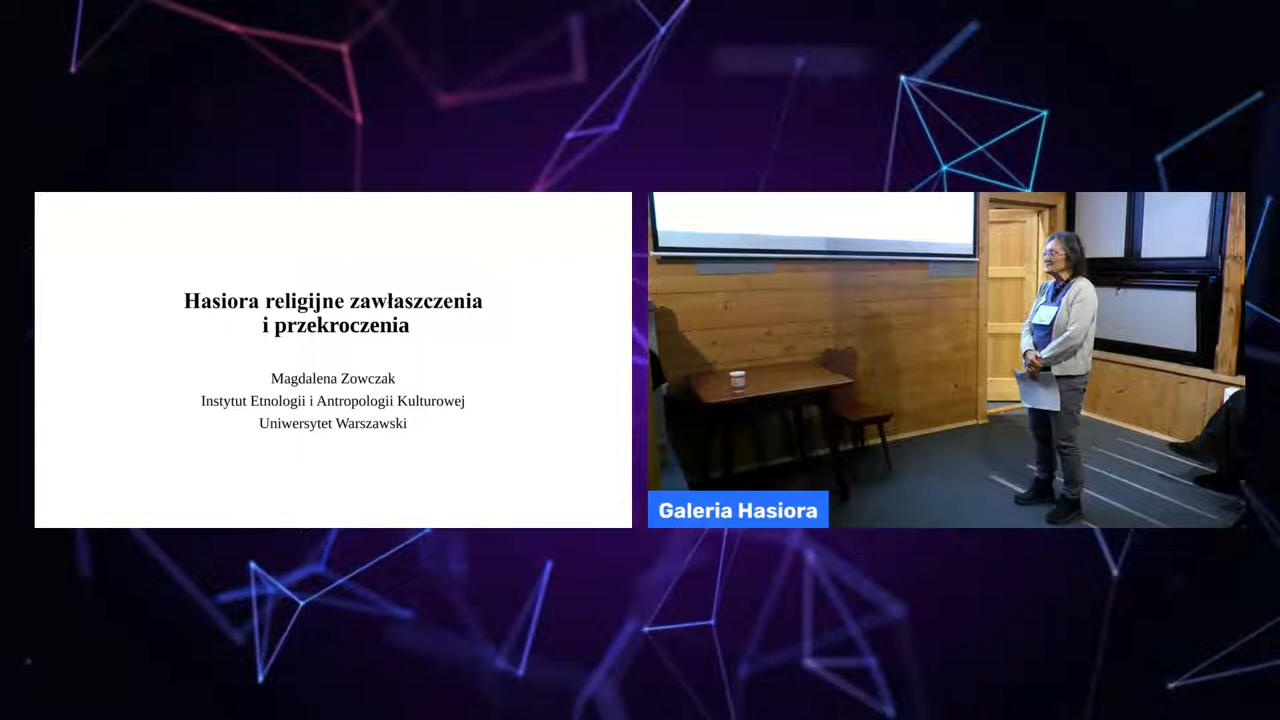 Hasiora religijne zawłaszczenia
i przekroczenia
Magdalena Zowczak
Instytut Etnologii i Antropologii Kulturowej
Uniwersytet Warszawski
Galeria Hasiora